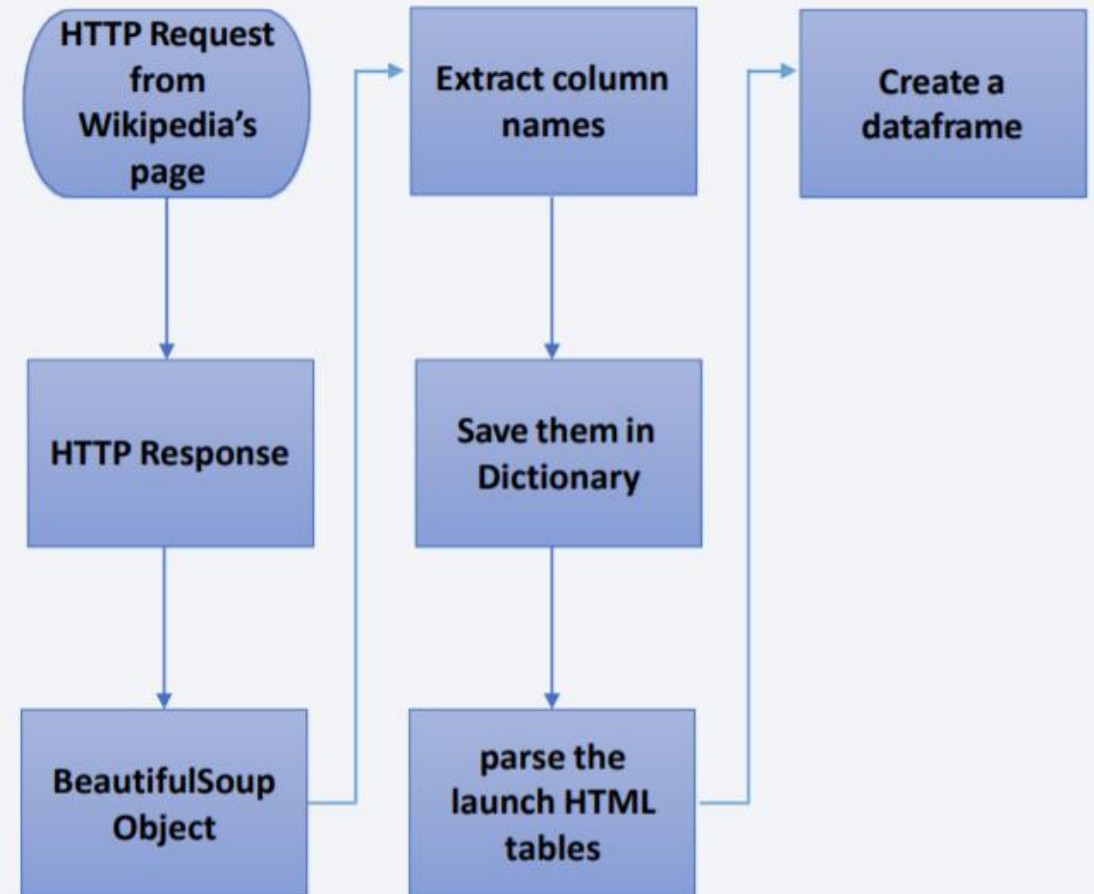 HTTP Request
from
Wikipedia’s
page
HTTP Response
BeautifulSoup
Object
Extract column
names
Save them in
Dictionary
parse the
launch HTML
tables
Create a
dataframe